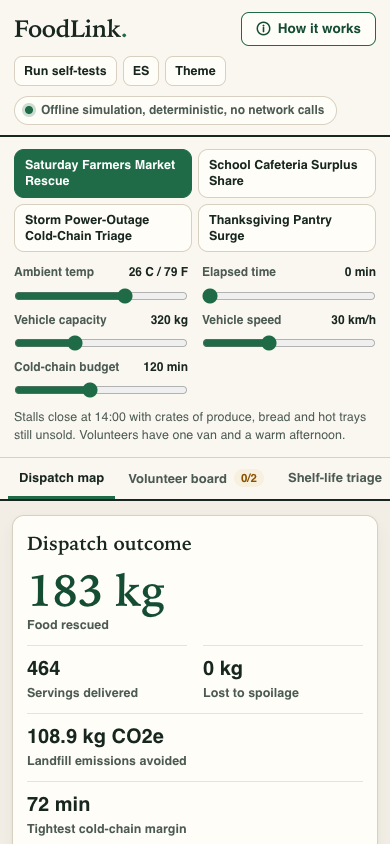 FoodLink.
How it works
Run self-tests
ES
Theme
Offline simulation, deterministic, no network calls
Saturday Farmers Market
Rescue
School Cafeteria Surplus
Share
Storm Power-Outage
Cold-Chain Triage
Thanksgiving Pantry
Surge
Ambient temp 26 C / 79 F
Elapsed time 0 min
Vehicle capacity 320 kg
Vehicle speed 30 km/h
Cold-chain budget 120 min
Stalls close at 14:00 with crates of produce, bread and hot trays
still unsold. Volunteers have one van and a warm afternoon.
Dispatch map
Volunteer board 0/2
Shelf-life triage
Dispatch outcome
183 kg
Food rescued
464
Servings delivered
0 kg
Lost to spoilage
108.9 kg CO2e
Landfill emissions avoided
72 min
Tightest cold-chain margin